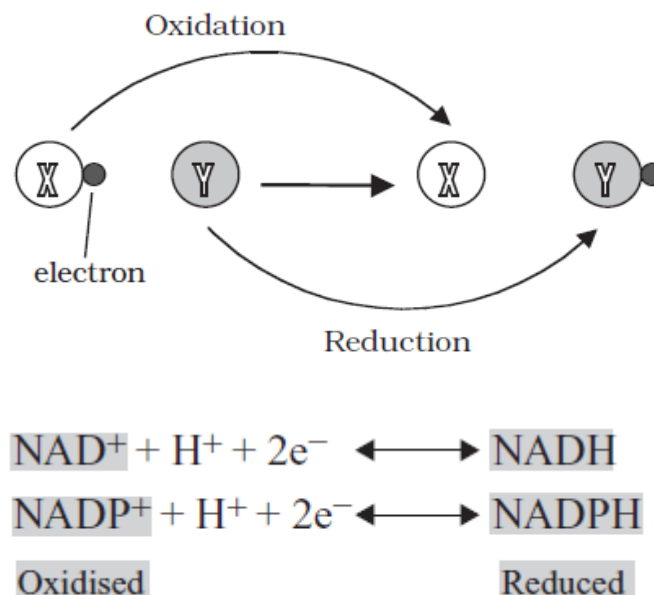 Oxidation
X Y X Y
electron
Reduction
NAD⁺ + H⁺ + 2e⁻ ⟷ NADH
NADP⁺ + H⁺ + 2e⁻ ⟷ NADPH
Oxidised Reduced